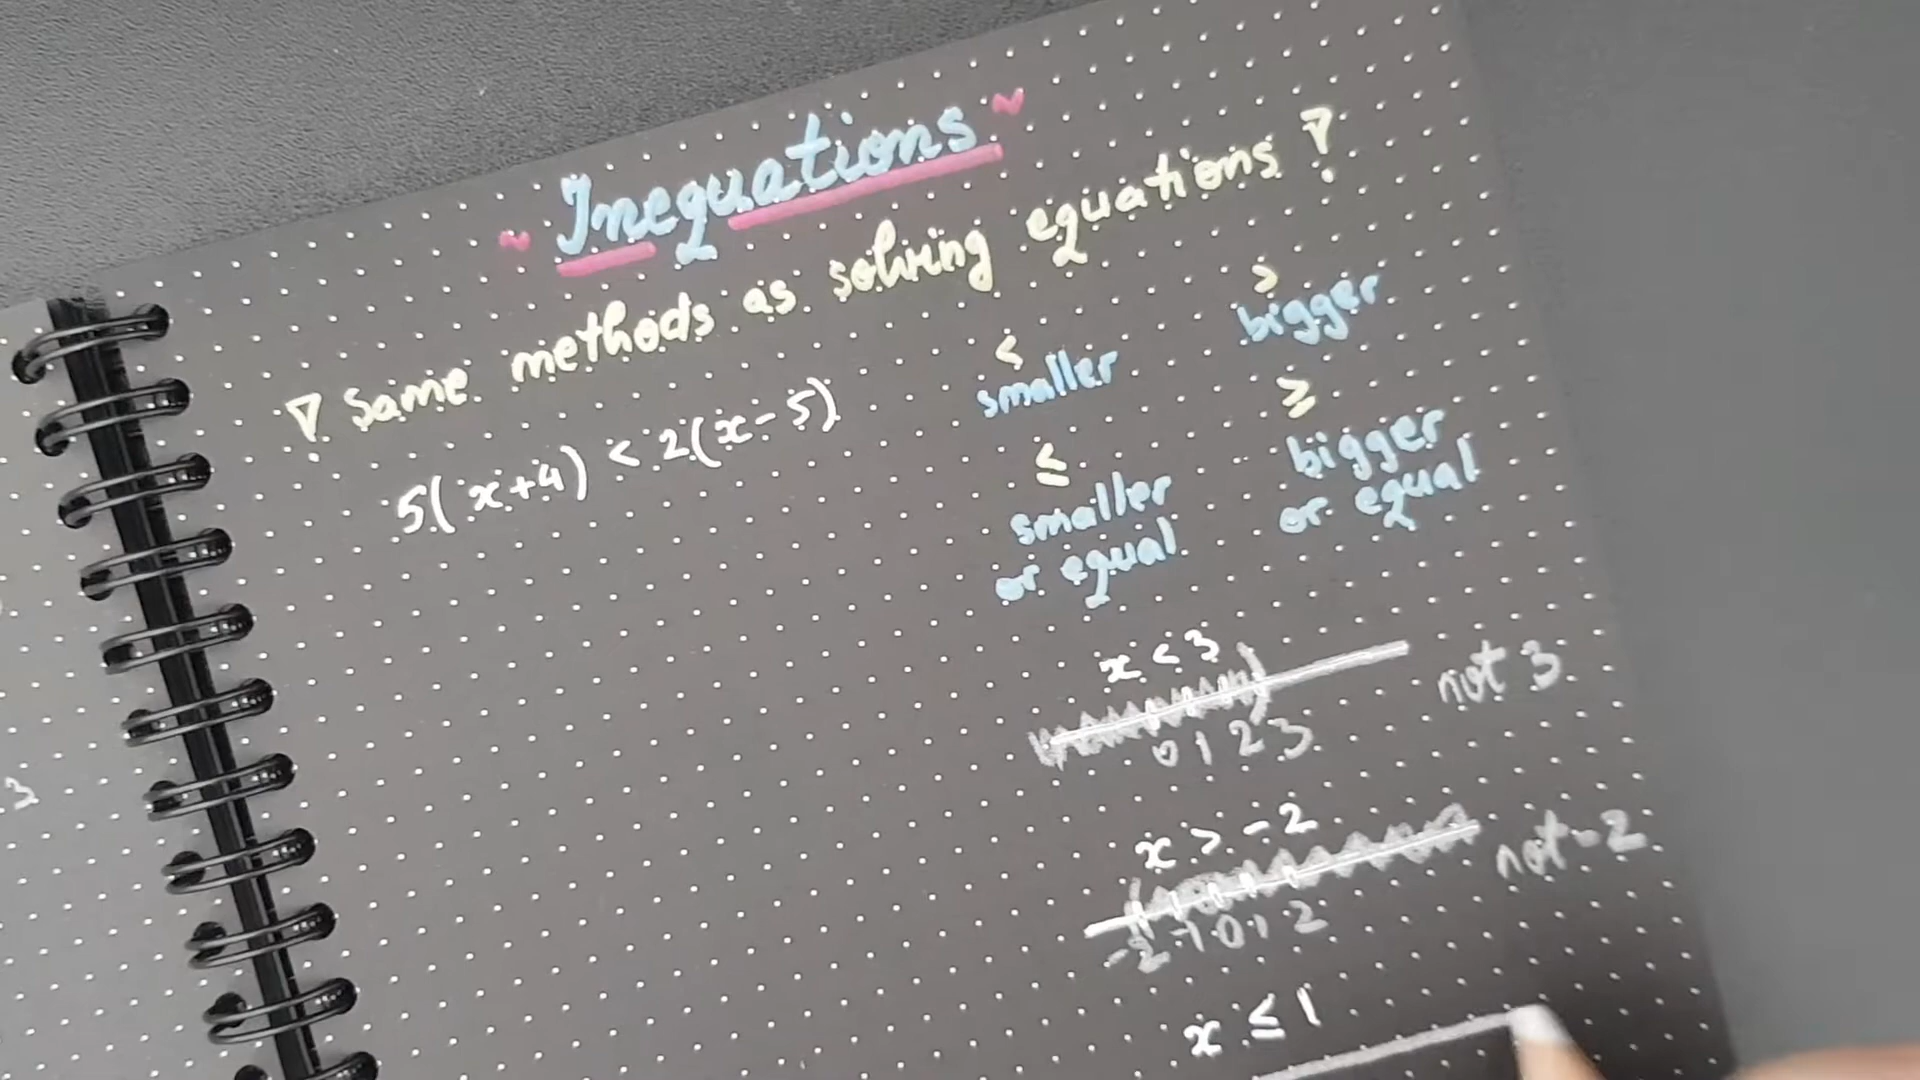 Inequations
∇ Same methods as solving equations ∇
5(x+4) < 2(x-5)
<
smaller
>
bigger
≤
smaller
or equal
≥
bigger
or equal
x < 3
0 1 2 3
not 3
x > -2
-2 -1 0 1 2
not -2
x ≤ 1
3